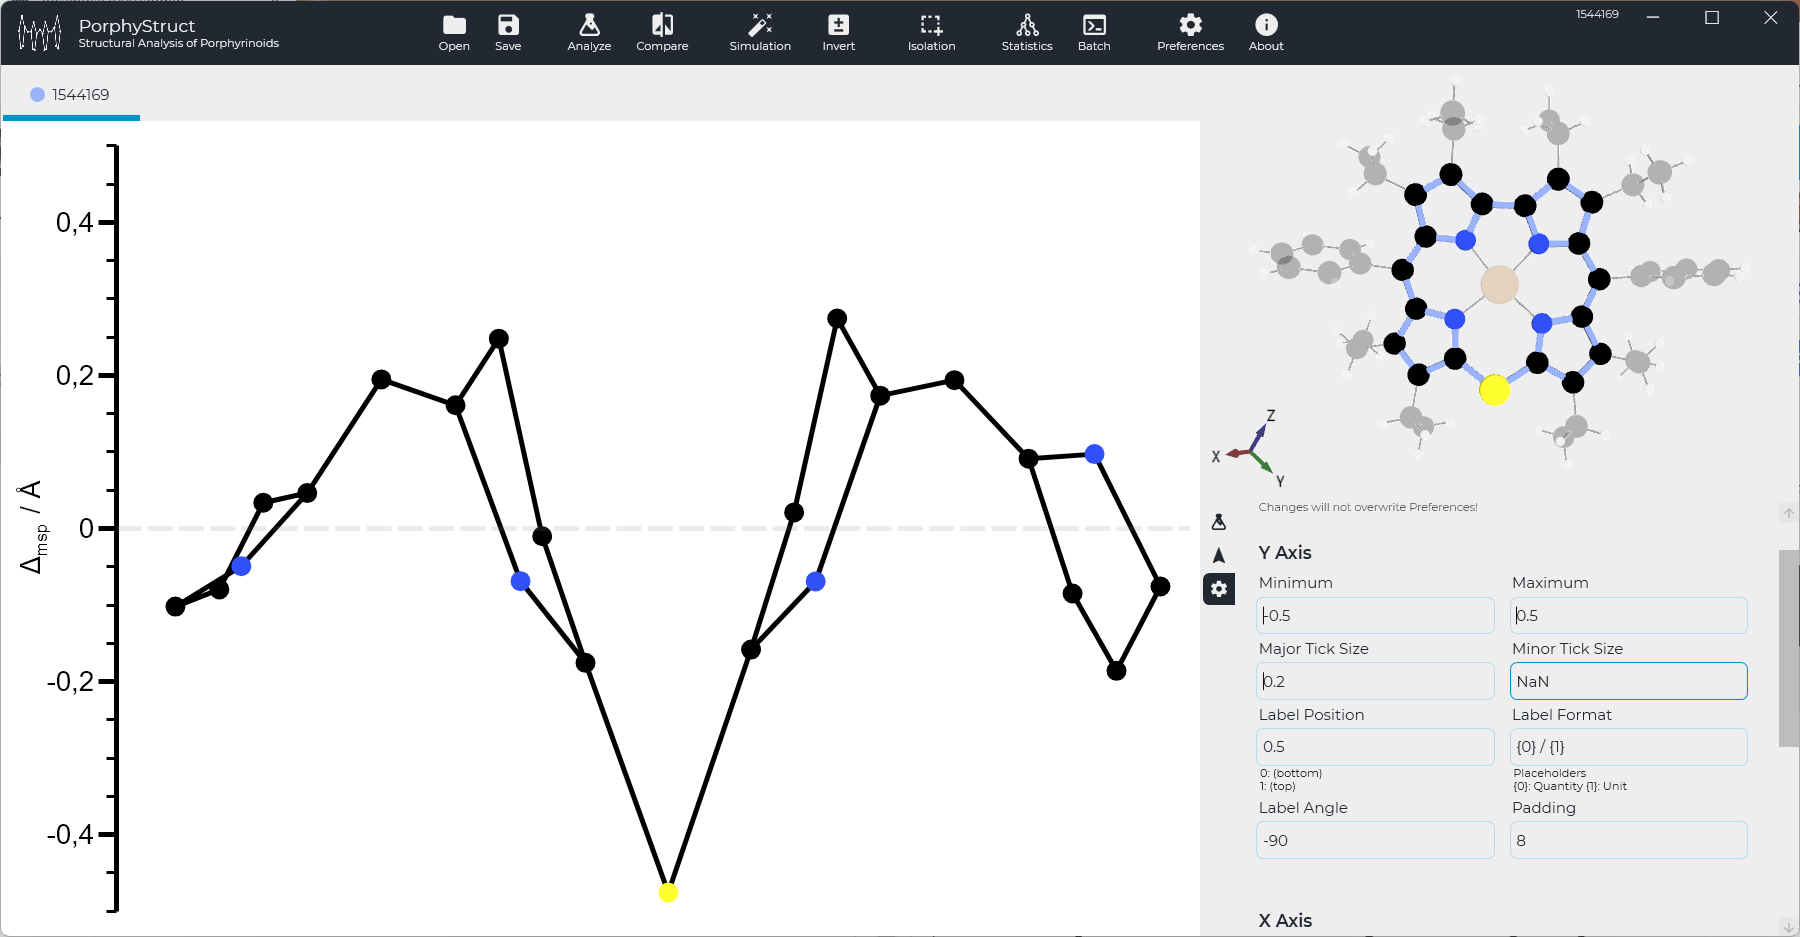 PorphyStruct
Structural Analysis of Porphyrinoids
Open
Save
Analyze
Compare
Simulation
Invert
Isolation
Statistics
Batch
Preferences
About
1544169
1544169
0,4
0,2
0
-0,2
-0,4
Δmsp / Å
X
Z
Y
Changes will not overwrite Preferences!
Y Axis
Minimum
Maximum
-0.5
0.5
Major Tick Size
Minor Tick Size
0.2
NaN
Label Position
Label Format
0.5
{0} / {1}
0: (bottom)
1: (top)
Placeholders
{0}: Quantity {1}: Unit
Label Angle
Padding
-90
8
X Axis